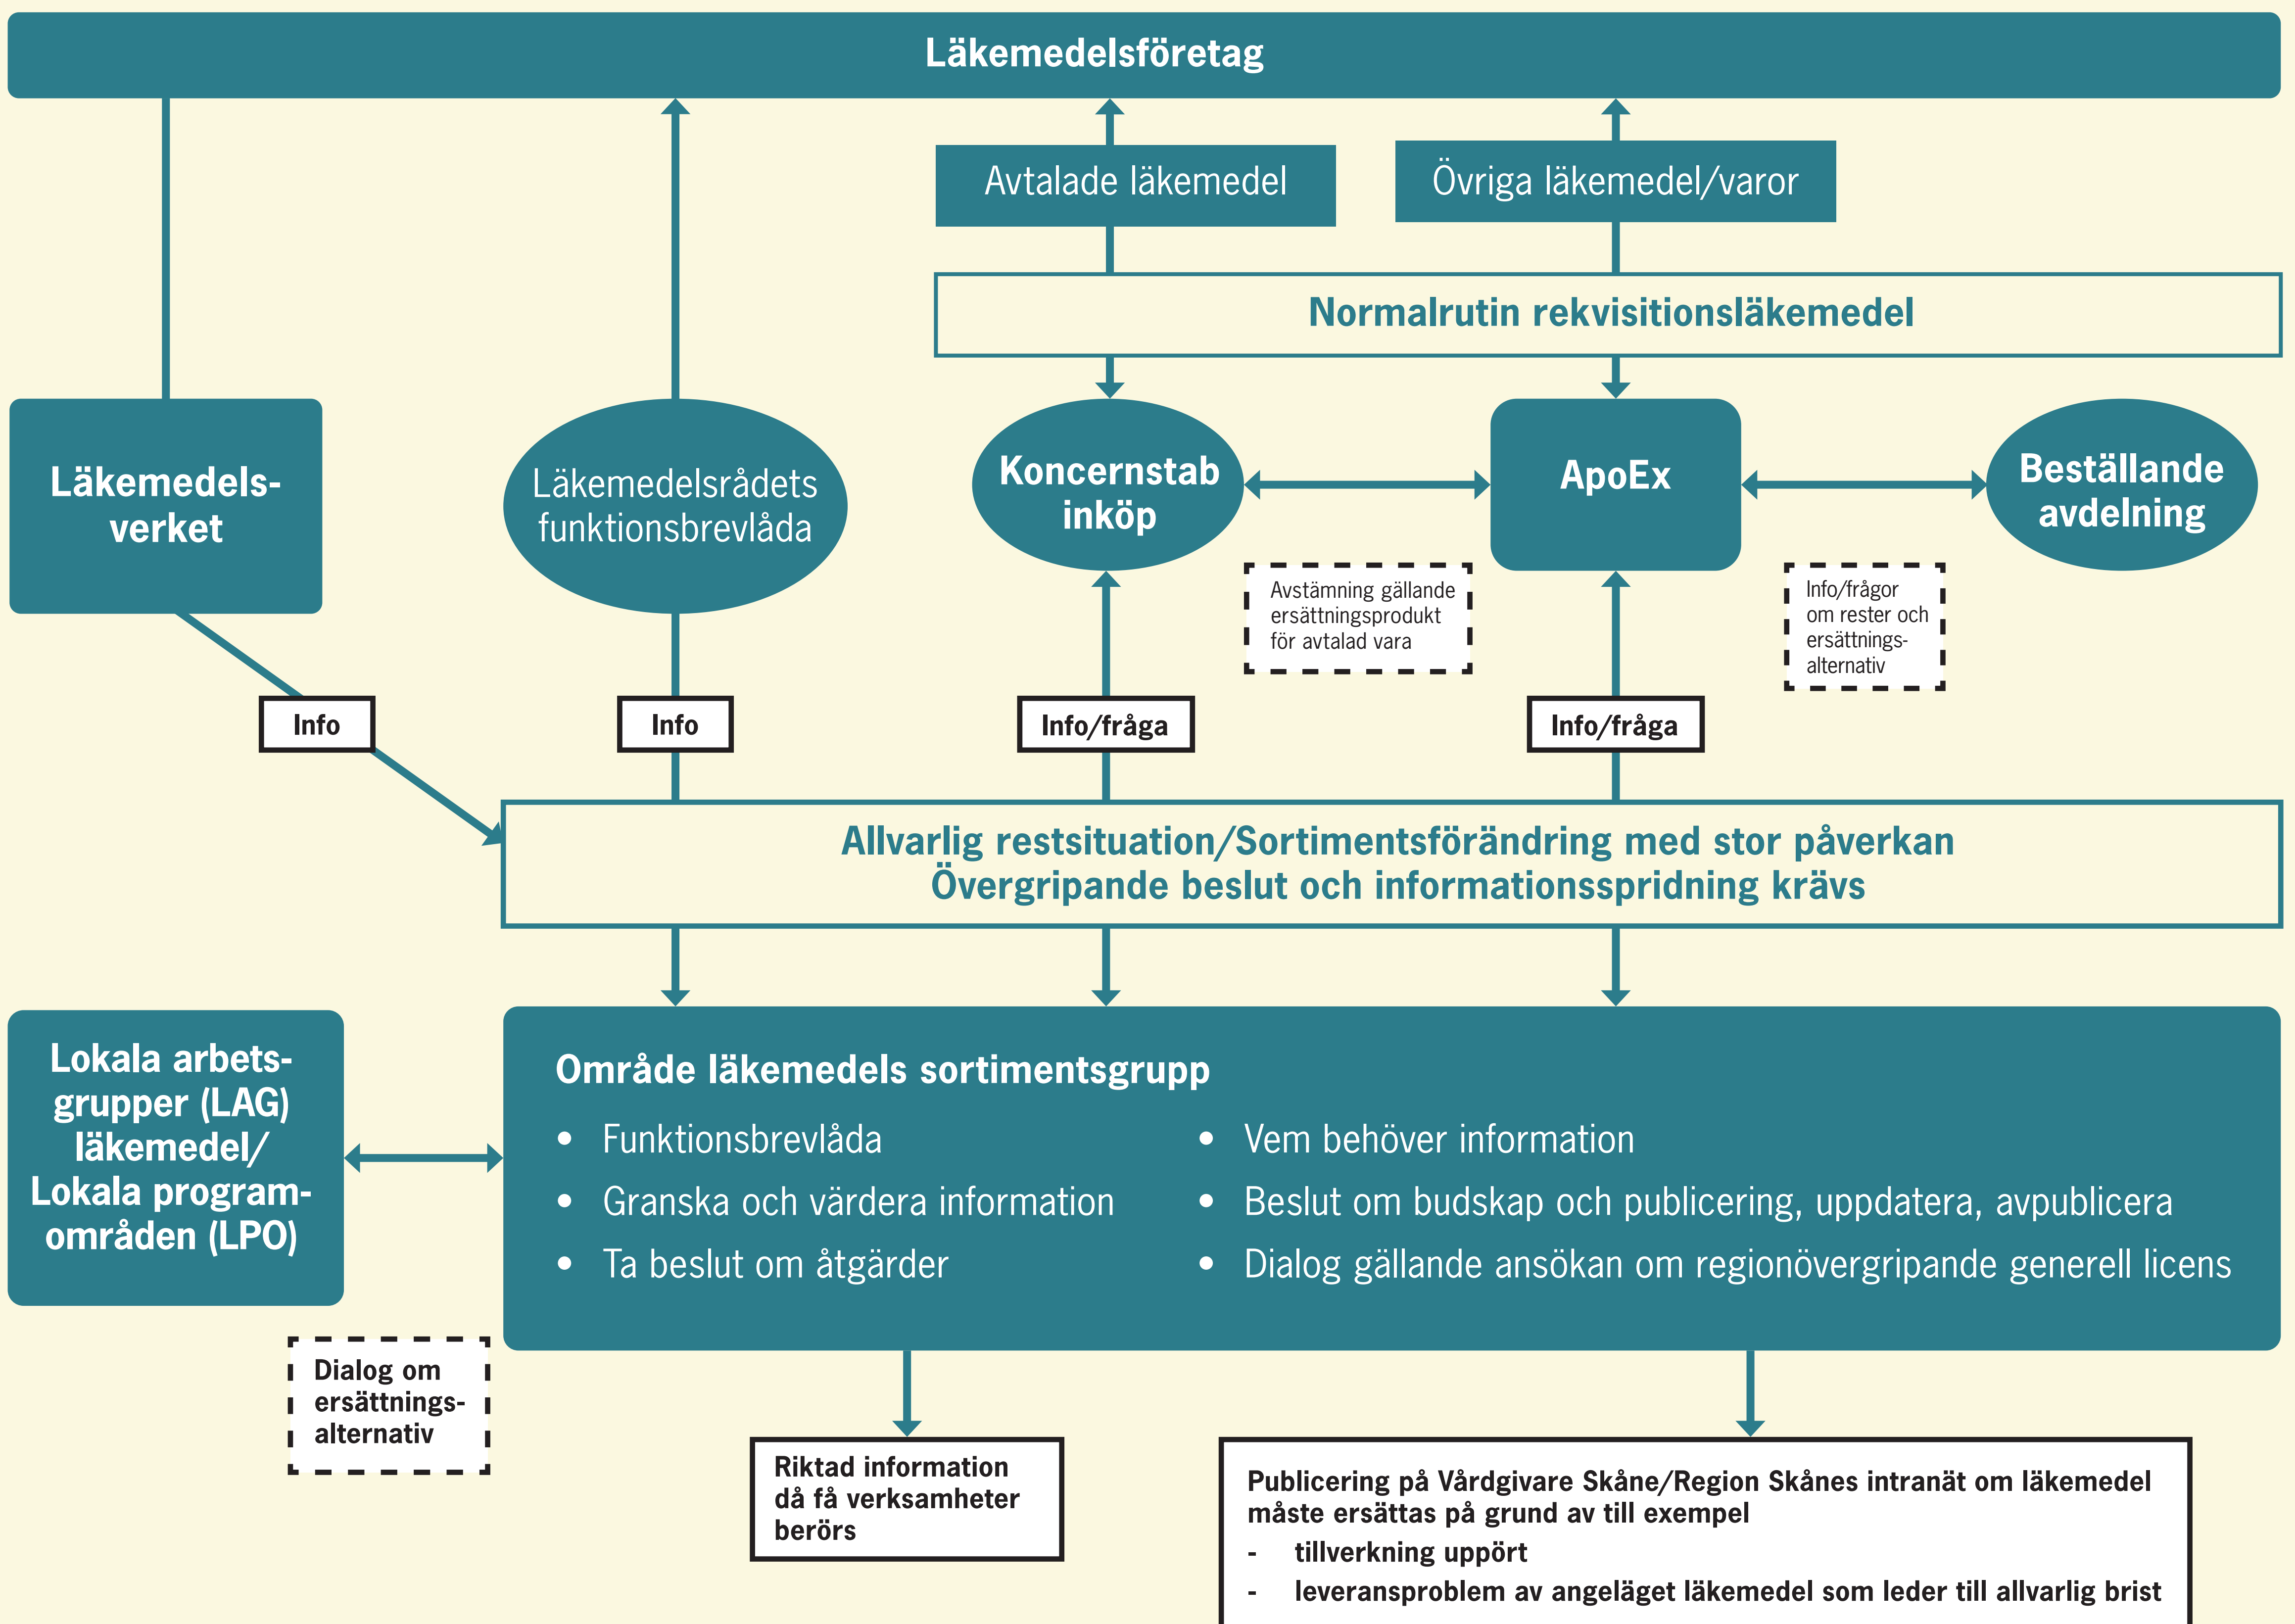 Läkemedelsföretag
Avtalade läkemedel
Övriga läkemedel/varor
Normalrutin rekvisitionsläkemedel
Läkemedels-
verket
Läkemedelsrådets
funktionsbrevlåda
Koncernstab
inköp
ApoEx
Beställande
avdelning
Avstämning gällande
ersättningsprodukt
för avtalad vara
Info/frågor
om rester och
ersättnings-
alternativ
Info
Info
Info/fråga
Info/fråga
Allvarlig restsituation/Sortimentsförändring med stor påverkan
Övergripande beslut och informationsspridning krävs
Lokala arbets-
grupper (LAG)
läkemedel/
Lokala program-
områden (LPO)
Område läkemedels sortimentsgrupp
• Funktionsbrevlåda
• Granska och värdera information
• Ta beslut om åtgärder
• Vem behöver information
• Beslut om budskap och publicering, uppdatera, avpublicera
• Dialog gällande ansökan om regionövergripande generell licens
Dialog om
ersättnings-
alternativ
Riktad information
då få verksamheter
berörs
Publicering på Vårdgivare Skåne/Region Skånes intranät om läkemedel
måste ersättas på grund av till exempel
- tillverkning uppört
- leveransproblem av angeläget läkemedel som leder till allvarlig brist